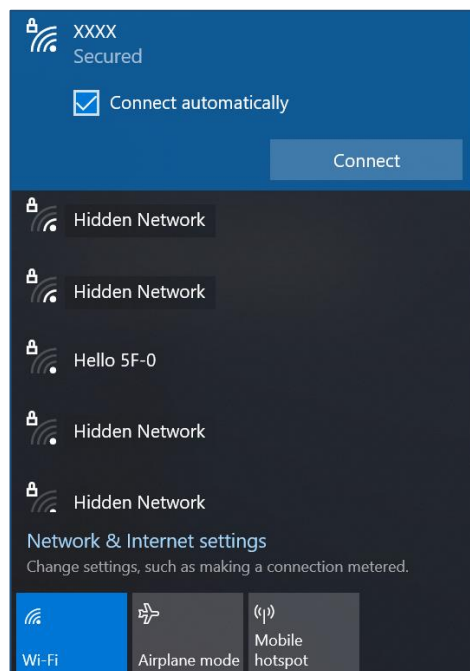 XXXX
Secured
Connect automatically
Connect
Hidden Network
Hidden Network
Hello 5F-0
Hidden Network
Hidden Network
Network & Internet settings
Change settings, such as making a connection metered.
Wi-Fi
Airplane mode
Mobile
hotspot